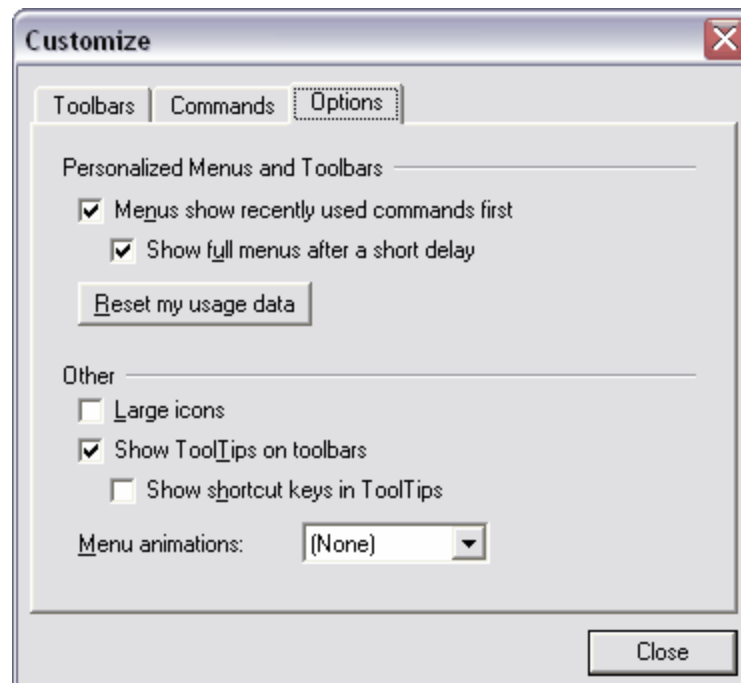 Customize
Toolbars Commands Options
Personalized Menus and Toolbars
Menus show recently used commands first
Show full menus after a short delay
Reset my usage data
Other
Large icons
Show ToolTips on toolbars
Show shortcut keys in ToolTips
Menu animations: (None)
Close